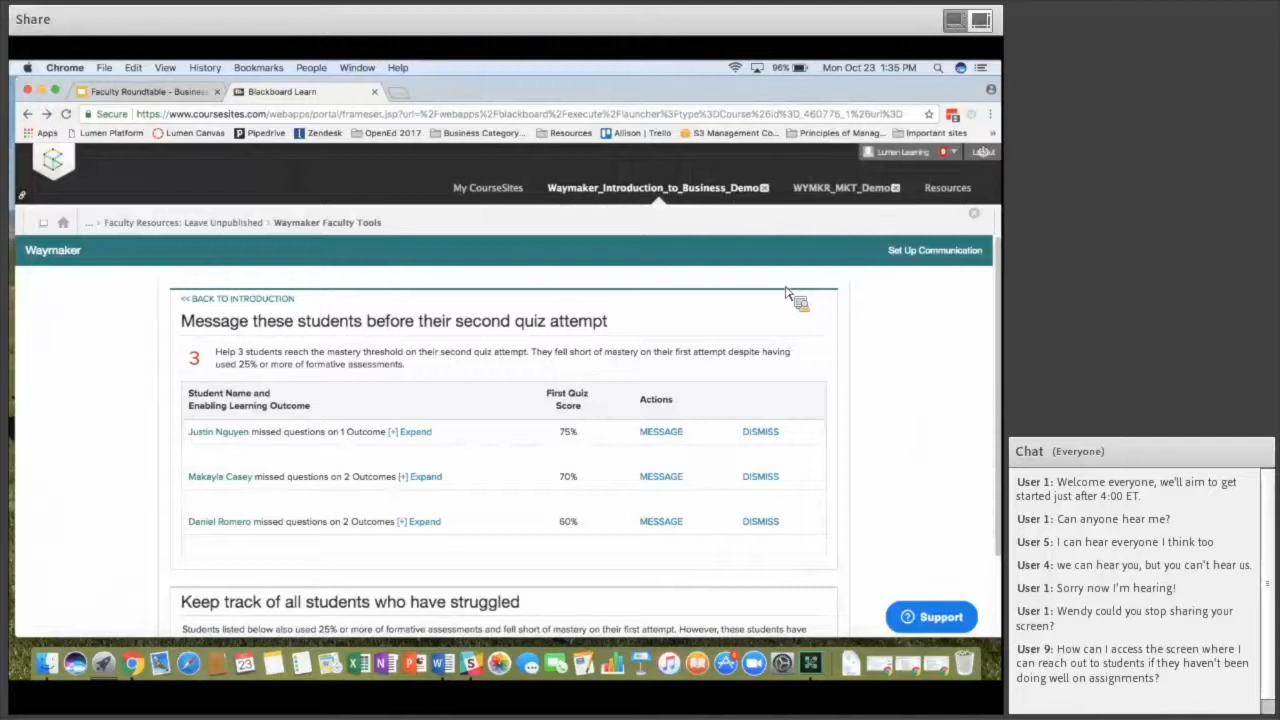 Share
Chrome File Edit View History Bookmarks People Window Help 96% Mon Oct 23 1:35 PM
Faculty Roundtable - Business Blackboard Learn
Secure https://www.coursesites.com/webapps/portal/frameset.jsp?url=%2Fwebapps%2Fblackboard%2Fexecute%2Flauncher%3Ftype%3DCourse%26id%3D_460775_1%26url%3D
Apps Lumen Platform Lumen Canvas Pipedrive Zendesk OpenEd 2017 Business Category... Resources Allison | Trello S3 Management Co... Principles of Manag... Important sites
Lumen Learning
My CourseSites Waymaker_Introduction_to_Business_Demo WYMKR_MKT_Demo Resources
... > Faculty Resources: Leave Unpublished > Waymaker Faculty Tools
Waymaker Set Up Communication
<< BACK TO INTRODUCTION
Message these students before their second quiz attempt
3 Help 3 students reach the mastery threshold on their second quiz attempt. They fell short of mastery on their first attempt despite having
used 25% or more of formative assessments.
Student Name and
Enabling Learning Outcome
First Quiz
Score
Actions
Justin Nguyen missed questions on 1 Outcome [+] Expand 75% MESSAGE DISMISS
Makayla Casey missed questions on 2 Outcomes [+] Expand 70% MESSAGE DISMISS
Daniel Romero missed questions on 2 Outcomes [+] Expand 60% MESSAGE DISMISS
Keep track of all students who have struggled
Students listed below also used 25% or more of formative assessments and fell short of mastery on their first attempt. However, these students have
Support
23
Chat (Everyone)
User 1: Welcome everyone, we'll aim to get
started just after 4:00 ET.
User 1: Can anyone hear me?
User 5: I can hear everyone I think too
User 4: we can hear you, but you can't hear us.
User 1: Sorry now I'm hearing!
User 1: Wendy could you stop sharing your
screen?
User 9: How can I access the screen where I
can reach out to students if they haven't been
doing well on assignments?